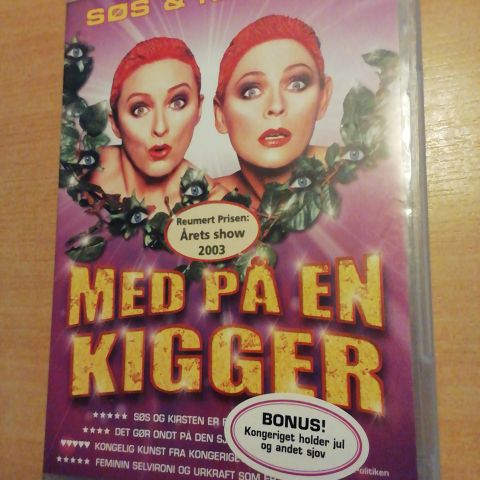 SØS &
Reumert Prisen:
Årets show
2003
MED PÅ EN
KIGGER
★★★★★ SØS OG KIRSTEN ER
★★★★ DET GØR ONDT PÅ DEN
♥♥♥♥♥ KONGELIG KUNST FRA
★★★★★ FEMININ SELVIRONI OG URKRAFT SOM
Politiken
BONUS!
Kongeriget holder jul
og andet sjov